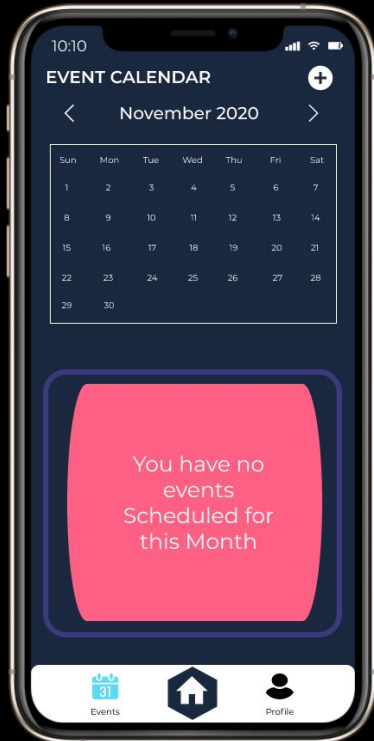 10:10
EVENT CALENDAR
November 2020
Sun Mon Tue Wed Thu Fri Sat
1 2 3 4 5 6 7
8 9 10 11 12 13 14
15 16 17 18 19 20 21
22 23 24 25 26 27 28
29 30
You have no
events
Scheduled for
this Month
31
Events
Profile